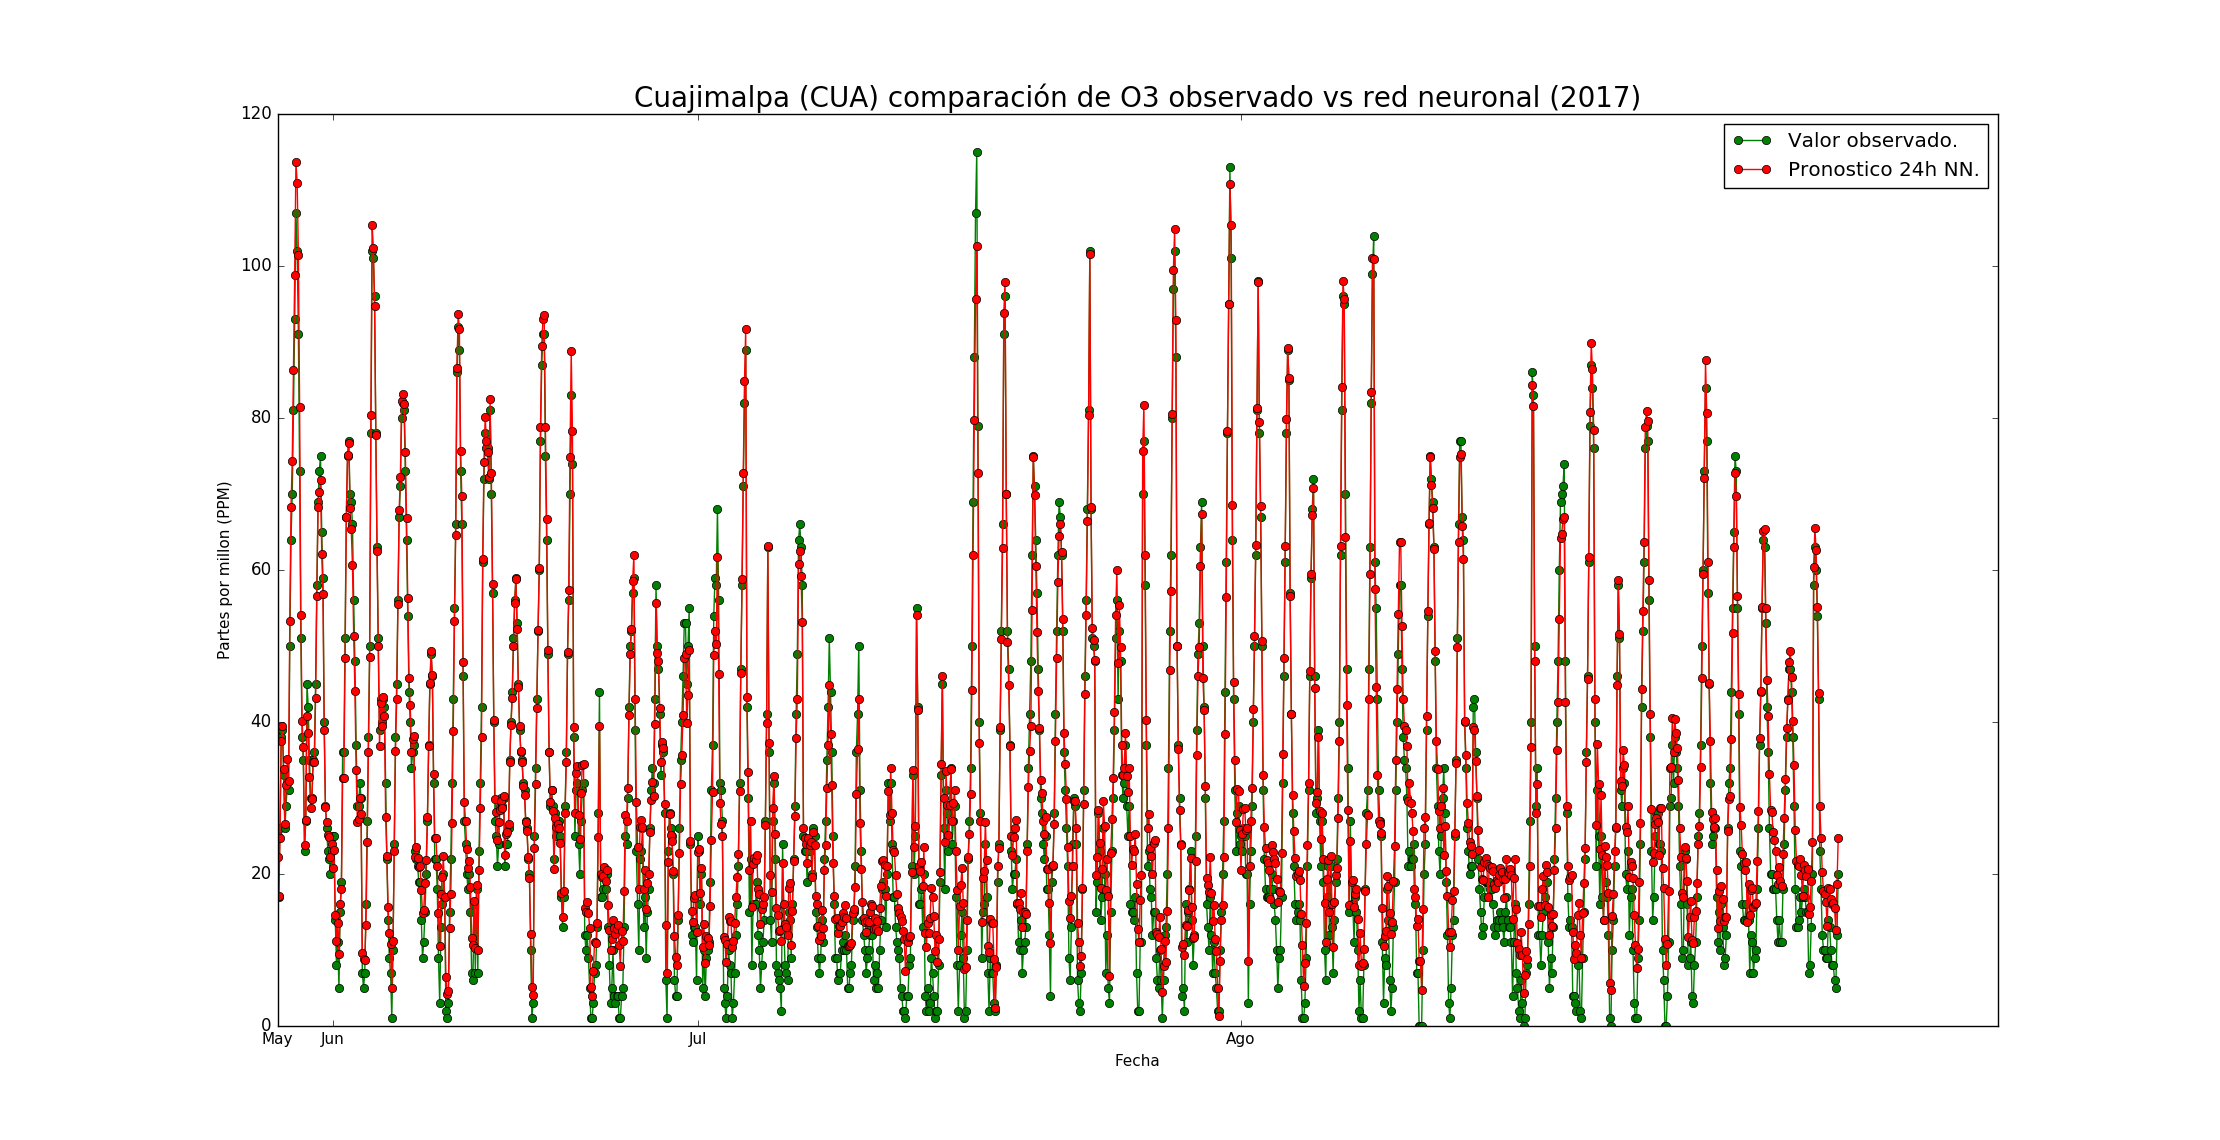 Cuajimalpa (CUA) comparación de O3 observado vs red neuronal (2017)
Valor observado.
Pronostico 24h NN.
Partes por millon (PPM)
120
100
80
60
40
20
0
May Jun Jul Ago
Fecha